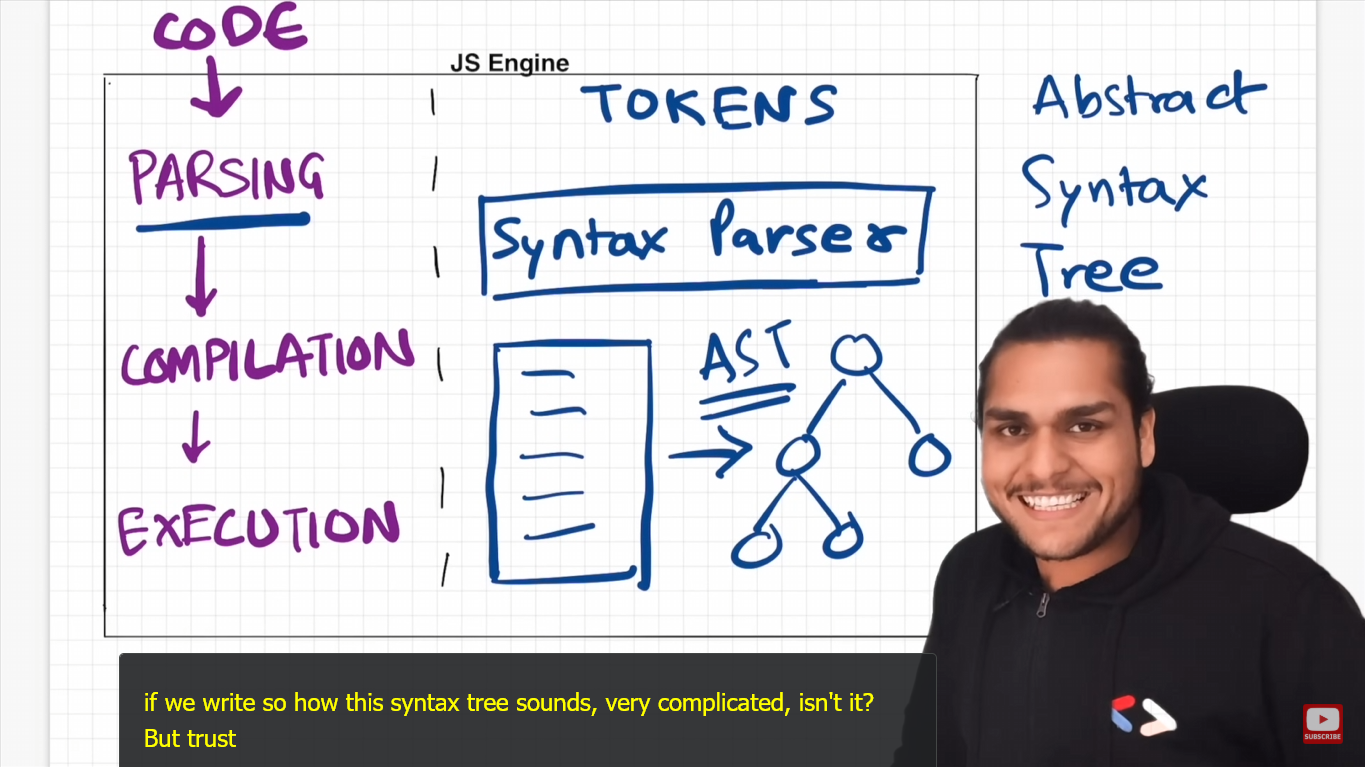 CODE
JS Engine
TOKENS
PARSING
Syntax Parser
COMPILATION
AST
EXECUTION
Abstract
Syntax
Tree
if we write so how this syntax tree sounds, very complicated, isn't it?
But trust
SUBSCRIBE